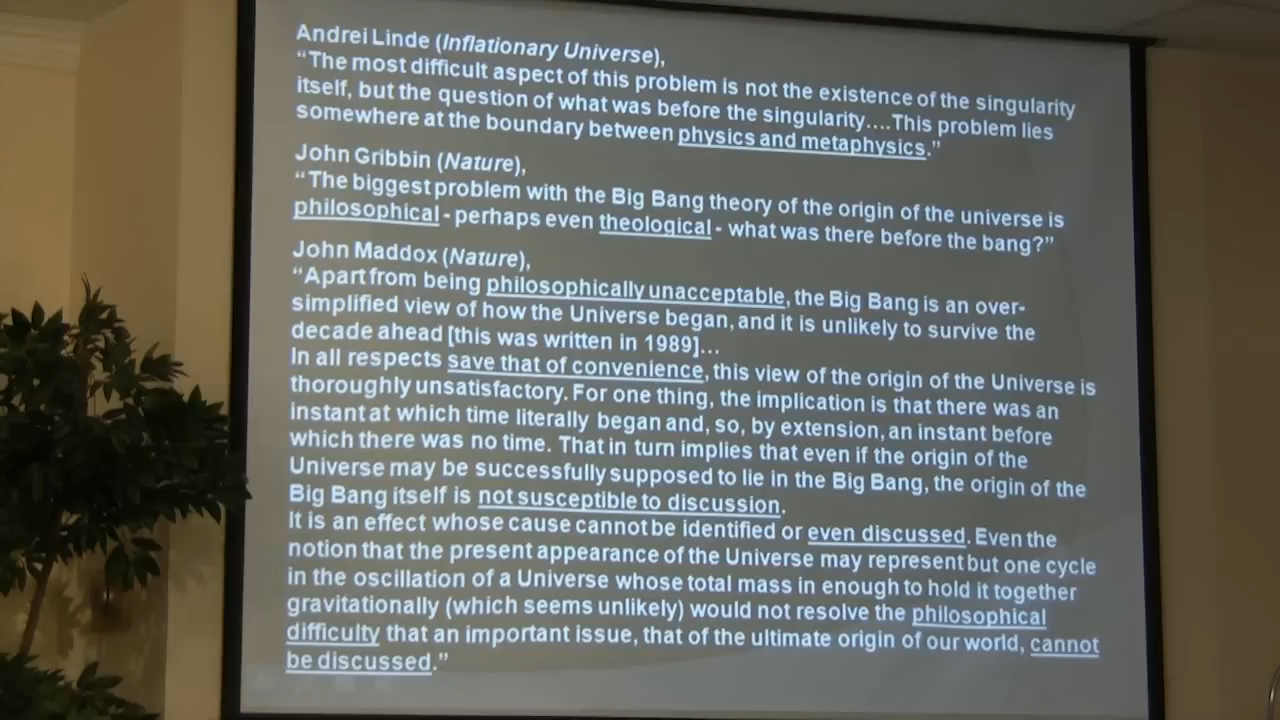 Andrei Linde (Inflationary Universe),
“The most difficult aspect of this problem is not the existence of the singularity
itself, but the question of what was before the singularity....This problem lies
somewhere at the boundary between physics and metaphysics.”
John Gribbin (Nature),
“The biggest problem with the Big Bang theory of the origin of the universe is
philosophical - perhaps even theological - what was there before the bang?”
John Maddox (Nature),
“Apart from being philosophically unacceptable, the Big Bang is an over-
simplified view of how the Universe began, and it is unlikely to survive the
decade ahead [this was written in 1989]...
In all respects save that of convenience, this view of the origin of the Universe is
thoroughly unsatisfactory. For one thing, the implication is that there was an
instant at which time literally began and, so, by extension, an instant before
which there was no time. That in turn implies that even if the origin of the
Universe may be successfully supposed to lie in the Big Bang, the origin of the
Big Bang itself is not susceptible to discussion.
It is an effect whose cause cannot be identified or even discussed. Even the
notion that the present appearance of the Universe may represent but one cycle
in the oscillation of a Universe whose total mass in enough to hold it together
gravitationally (which seems unlikely) would not resolve the philosophical
difficulty that an important issue, that of the ultimate origin of our world, cannot
be discussed.”